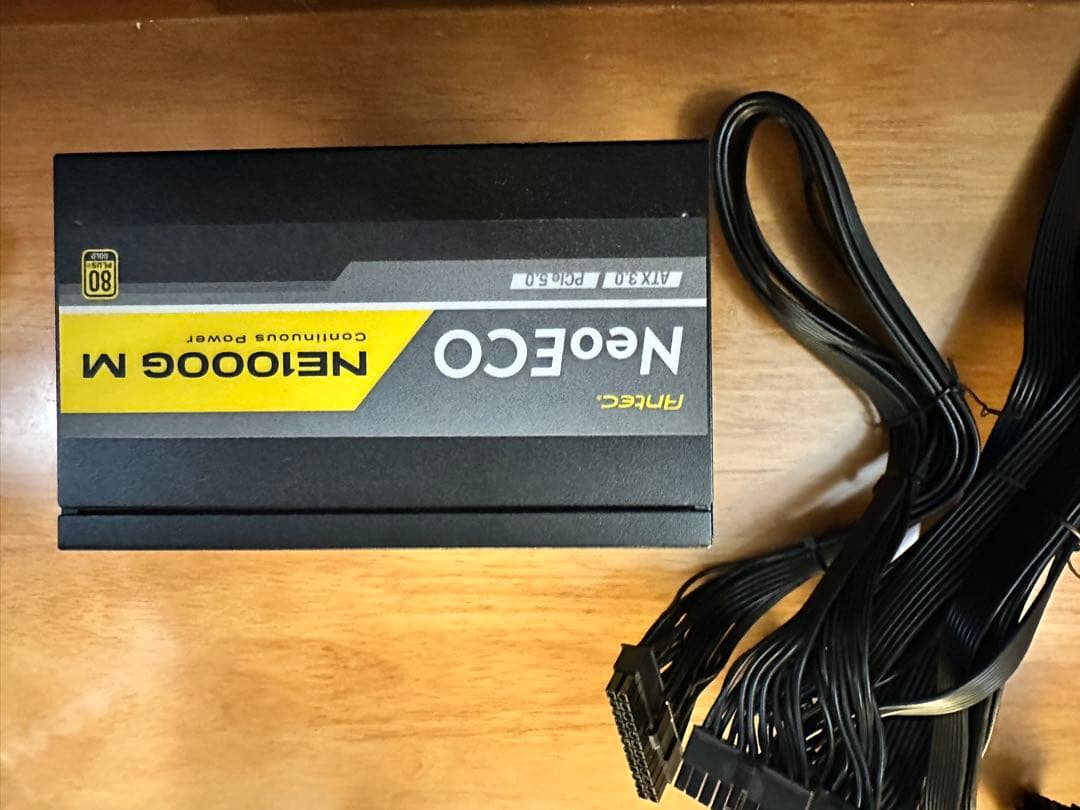 Antec®
NeoECO
NE1000G M
Continuous Power
ATX 3.0 PCIe 5.0
80
PLUS®
GOLD